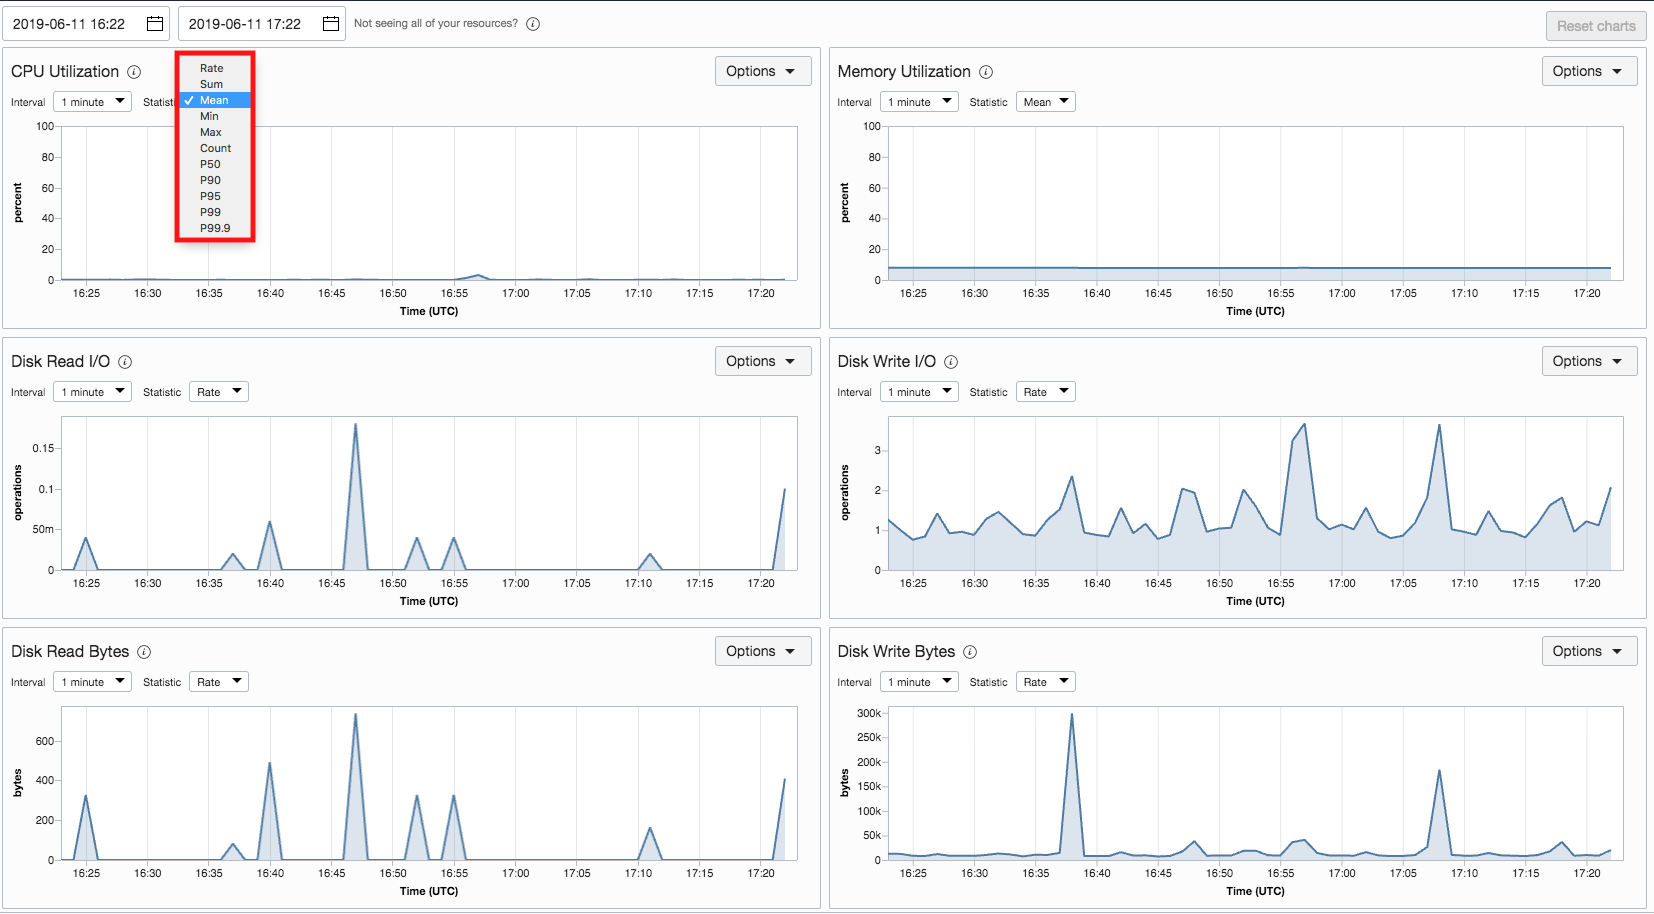 2019-06-11 16:22 2019-06-11 17:22 Not seeing all of your resources? i Reset charts
CPU Utilization i Options
Interval 1 minute Statisti
Rate
Sum
✓ Mean
Min
Max
Count
P50
P90
P95
P99
P99.9
100
80
60
40
20
0
percent
16:25 16:30 16:35 16:40 16:45 16:50 16:55 17:00 17:05 17:10 17:15 17:20
Time (UTC)
Memory Utilization i Options
Interval 1 minute Statistic Mean
100
80
60
40
20
0
percent
16:25 16:30 16:35 16:40 16:45 16:50 16:55 17:00 17:05 17:10 17:15 17:20
Time (UTC)
Disk Read I/O i Options
Interval 1 minute Statistic Rate
0.15
0.1
50m
0
operations
16:25 16:30 16:35 16:40 16:45 16:50 16:55 17:00 17:05 17:10 17:15 17:20
Time (UTC)
Disk Write I/O i Options
Interval 1 minute Statistic Rate
3
2
1
0
operations
16:25 16:30 16:35 16:40 16:45 16:50 16:55 17:00 17:05 17:10 17:15 17:20
Time (UTC)
Disk Read Bytes i Options
Interval 1 minute Statistic Rate
600
400
200
0
bytes
16:25 16:30 16:35 16:40 16:45 16:50 16:55 17:00 17:05 17:10 17:15 17:20
Time (UTC)
Disk Write Bytes i Options
Interval 1 minute Statistic Rate
300k
250k
200k
150k
100k
50k
0
bytes
16:25 16:30 16:35 16:40 16:45 16:50 16:55 17:00 17:05 17:10 17:15 17:20
Time (UTC)